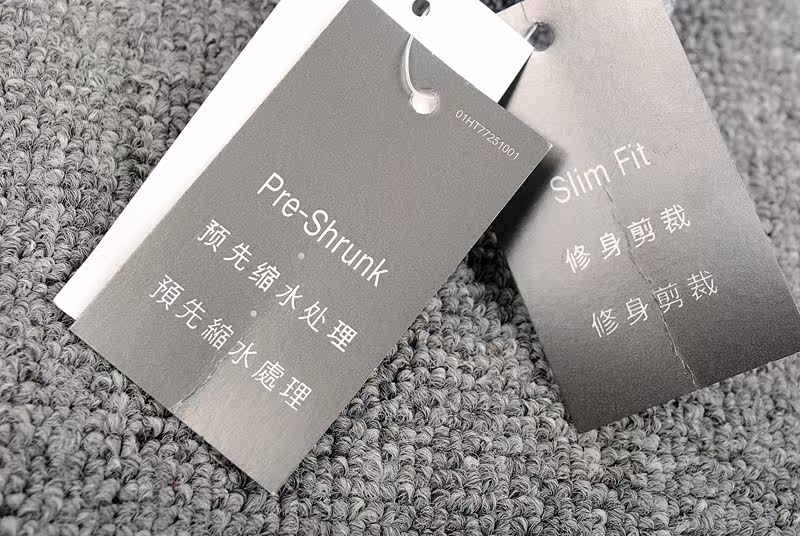 01HT77251001
Pre-Shrunk
预先缩水处理
預先縮水處理
Slim Fit
修身剪裁
修身剪裁